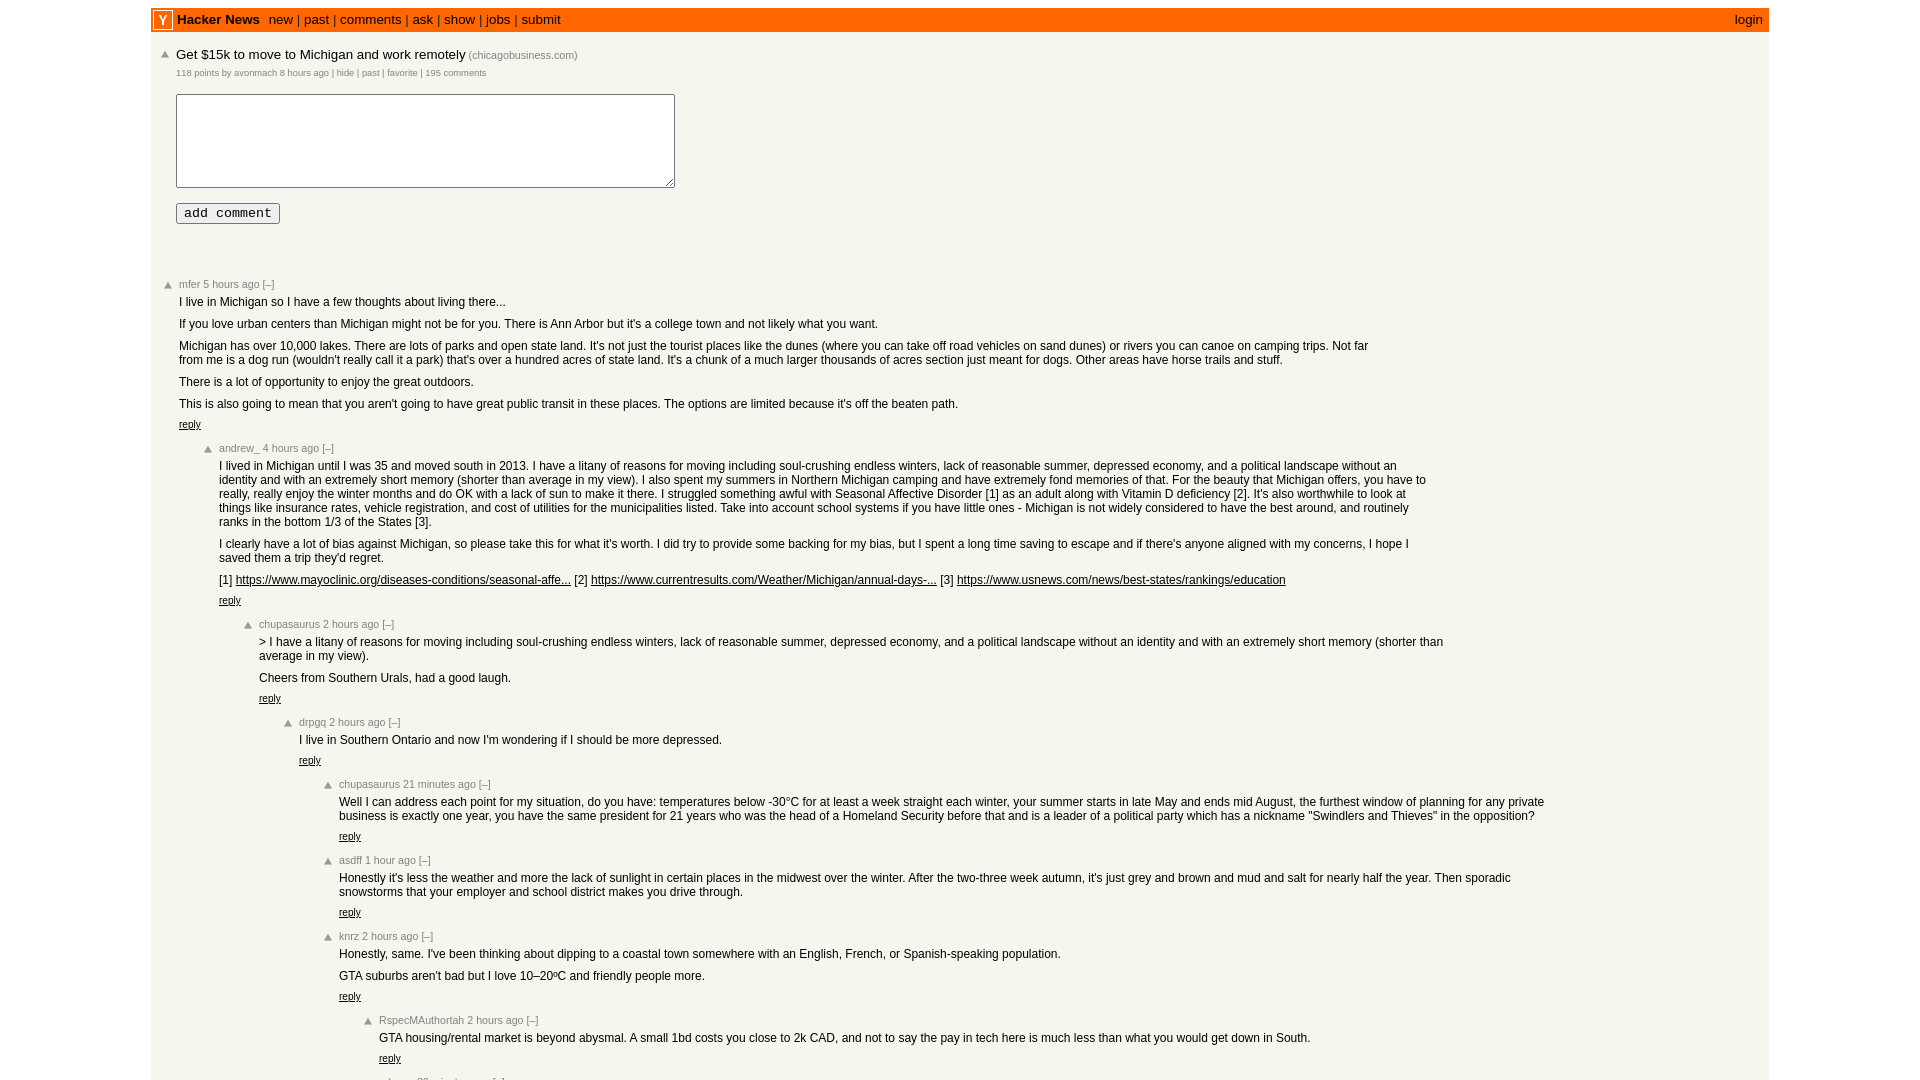 Y Hacker News new | past | comments | ask | show | jobs | submit login
Get $15k to move to Michigan and work remotely (chicagobusiness.com)
118 points by avonmach 8 hours ago | hide | past | favorite | 195 comments
add comment
mfer 5 hours ago [–]
I live in Michigan so I have a few thoughts about living there...
If you love urban centers than Michigan might not be for you. There is Ann Arbor but it's a college town and not likely what you want.
Michigan has over 10,000 lakes. There are lots of parks and open state land. It's not just the tourist places like the dunes (where you can take off road vehicles on sand dunes) or rivers you can canoe on camping trips. Not far
from me is a dog run (wouldn't really call it a park) that's over a hundred acres of state land. It's a chunk of a much larger thousands of acres section just meant for dogs. Other areas have horse trails and stuff.
There is a lot of opportunity to enjoy the great outdoors.
This is also going to mean that you aren't going to have great public transit in these places. The options are limited because it's off the beaten path.
reply
andrew_ 4 hours ago [–]
I lived in Michigan until I was 35 and moved south in 2013. I have a litany of reasons for moving including soul-crushing endless winters, lack of reasonable summer, depressed economy, and a political landscape without an
identity and with an extremely short memory (shorter than average in my view). I also spent my summers in Northern Michigan camping and have extremely fond memories of that. For the beauty that Michigan offers, you have to
really, really enjoy the winter months and do OK with a lack of sun to make it there. I struggled something awful with Seasonal Affective Disorder [1] as an adult along with Vitamin D deficiency [2]. It's also worthwhile to look at
things like insurance rates, vehicle registration, and cost of utilities for the municipalities listed. Take into account school systems if you have little ones - Michigan is not widely considered to have the best around, and routinely
ranks in the bottom 1/3 of the States [3].
I clearly have a lot of bias against Michigan, so please take this for what it's worth. I did try to provide some backing for my bias, but I spent a long time saving to escape and if there's anyone aligned with my concerns, I hope I
saved them a trip they'd regret.
[1] https://www.mayoclinic.org/diseases-conditions/seasonal-affe... [2] https://www.currentresults.com/Weather/Michigan/annual-days-... [3] https://www.usnews.com/news/best-states/rankings/education
reply
chupasaurus 2 hours ago [–]
> I have a litany of reasons for moving including soul-crushing endless winters, lack of reasonable summer, depressed economy, and a political landscape without an identity and with an extremely short memory (shorter than
average in my view).
Cheers from Southern Urals, had a good laugh.
reply
drpgq 2 hours ago [–]
I live in Southern Ontario and now I'm wondering if I should be more depressed.
reply
chupasaurus 21 minutes ago [–]
Well I can address each point for my situation, do you have: temperatures below -30°C for at least a week straight each winter, your summer starts in late May and ends mid August, the furthest window of planning for any private
business is exactly one year, you have the same president for 21 years who was the head of a Homeland Security before that and is a leader of a political party which has a nickname "Swindlers and Thieves" in the opposition?
reply
asdff 1 hour ago [–]
Honestly it's less the weather and more the lack of sunlight in certain places in the midwest over the winter. After the two-three week autumn, it's just grey and brown and mud and salt for nearly half the year. Then sporadic
snowstorms that your employer and school district makes you drive through.
reply
knrz 2 hours ago [–]
Honestly, same. I've been thinking about dipping to a coastal town somewhere with an English, French, or Spanish-speaking population.
GTA suburbs aren't bad but I love 10–20ºC and friendly people more.
reply
RspecMAuthortah 2 hours ago [–]
GTA housing/rental market is beyond abysmal. A small 1bd costs you close to 2k CAD, and not to say the pay in tech here is much less than what you would get down in South.
reply